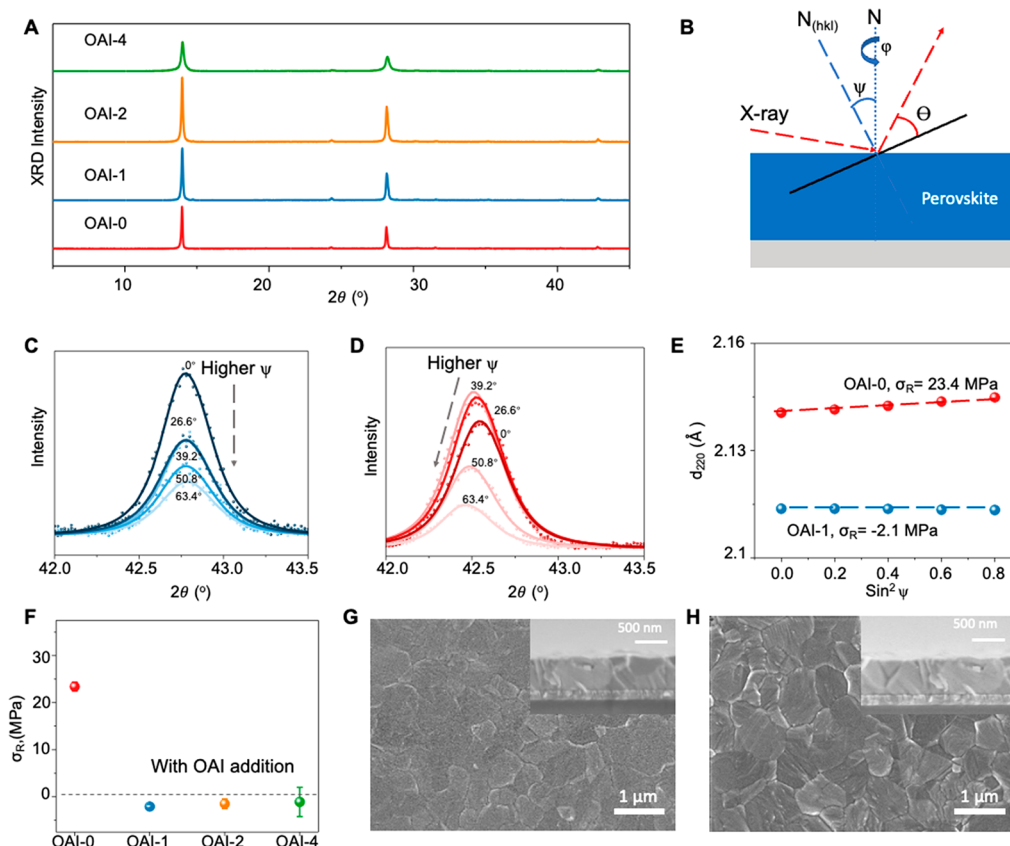 A
OAI-4
OAI-2
OAI-1
OAI-0
XRD Intensity
10
20
30
40
2θ (°)
B
N(hkl)
N
φ
ψ
X-ray
Θ
Perovskite
C
0°
Higher ψ
26.6°
39.2
50.8°
63.4°
Intensity
42.0
42.5
43.0
43.5
2θ (°)
D
Higher ψ
39.2°
26.6°
0°
50.8°
63.4°
Intensity
42.0
42.5
43.0
43.5
2θ (°)
E
2.16
2.13
2.1
d220 (Å)
OAI-0, σR= 23.4 MPa
OAI-1, σR= -2.1 MPa
0.0
0.2
0.4
0.6
0.8
Sin² ψ
F
30
20
10
0
σR,(MPa)
With OAI addition
OAI-0
OAI-1
OAI-2
OAI-4
G
500 nm
1 µm
H
500 nm
1 µm